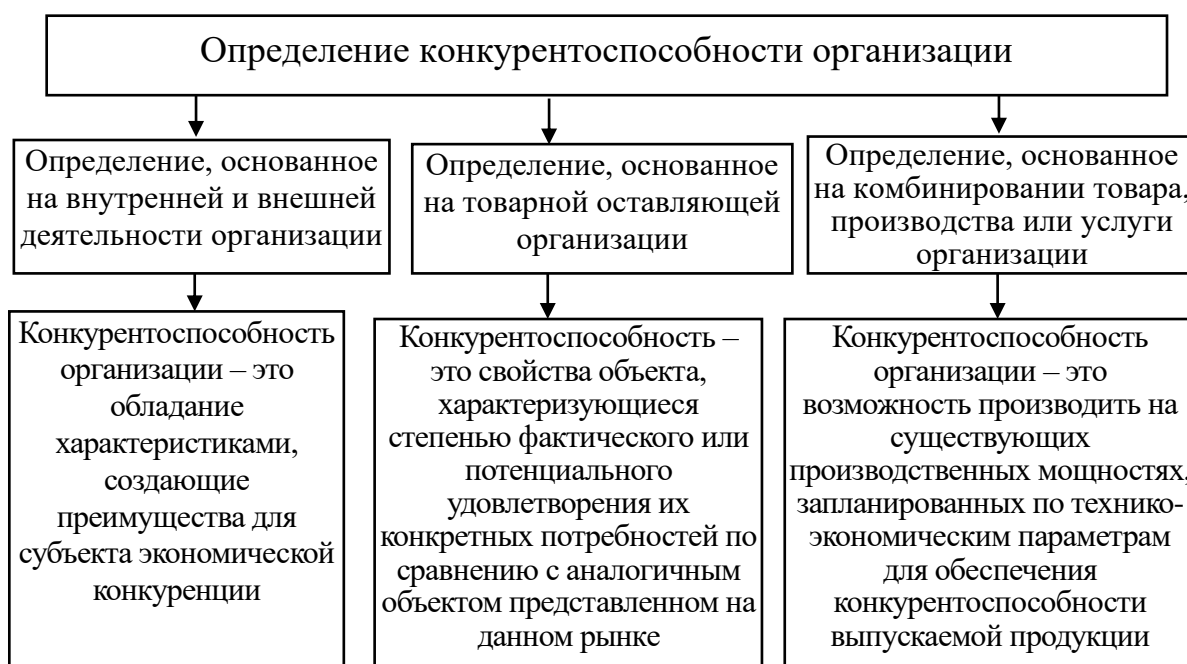 Определение конкурентоспособности организации
Определение, основанное
на внутренней и внешней
деятельности организации
Определение, основанное
на товарной оставляющей
организации
Определение, основанное
на комбинировании товара,
производства или услуги
организации
Конкурентоспособность
организации – это
обладание
характеристиками,
создающие
преимущества для
субъекта экономической
конкуренции
Конкурентоспособность –
это свойства объекта,
характеризующиеся
степенью фактического или
потенциального
удовлетворения их
конкретных потребностей по
сравнению с аналогичным
объектом представленном на
данном рынке
Конкурентоспособность
организации – это
возможность производить на
существующих
производственных мощностях,
запланированных по технико-
экономическим параметрам
для обеспечения
конкурентоспособности
выпускаемой продукции